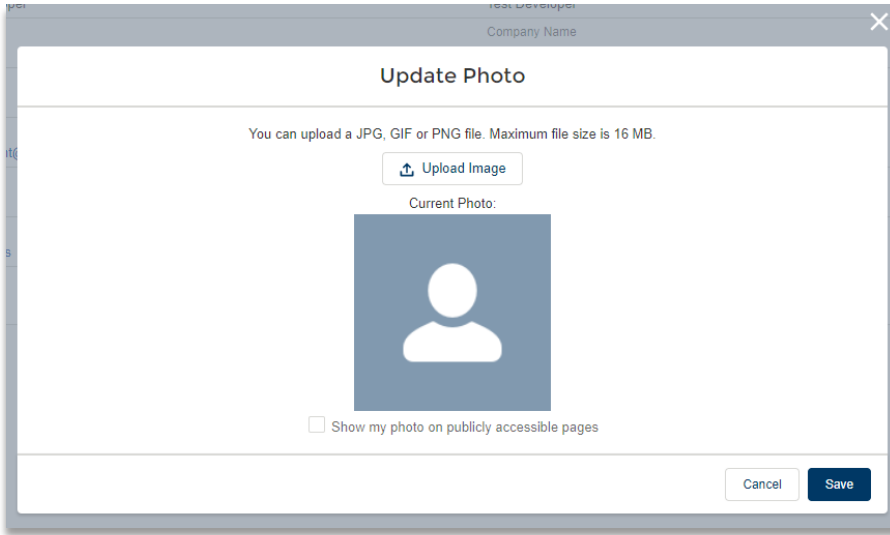 per Test Developer
Company Name
Update Photo
You can upload a JPG, GIF or PNG file. Maximum file size is 16 MB.
Upload Image
Current Photo:
Show my photo on publicly accessible pages
Cancel Save